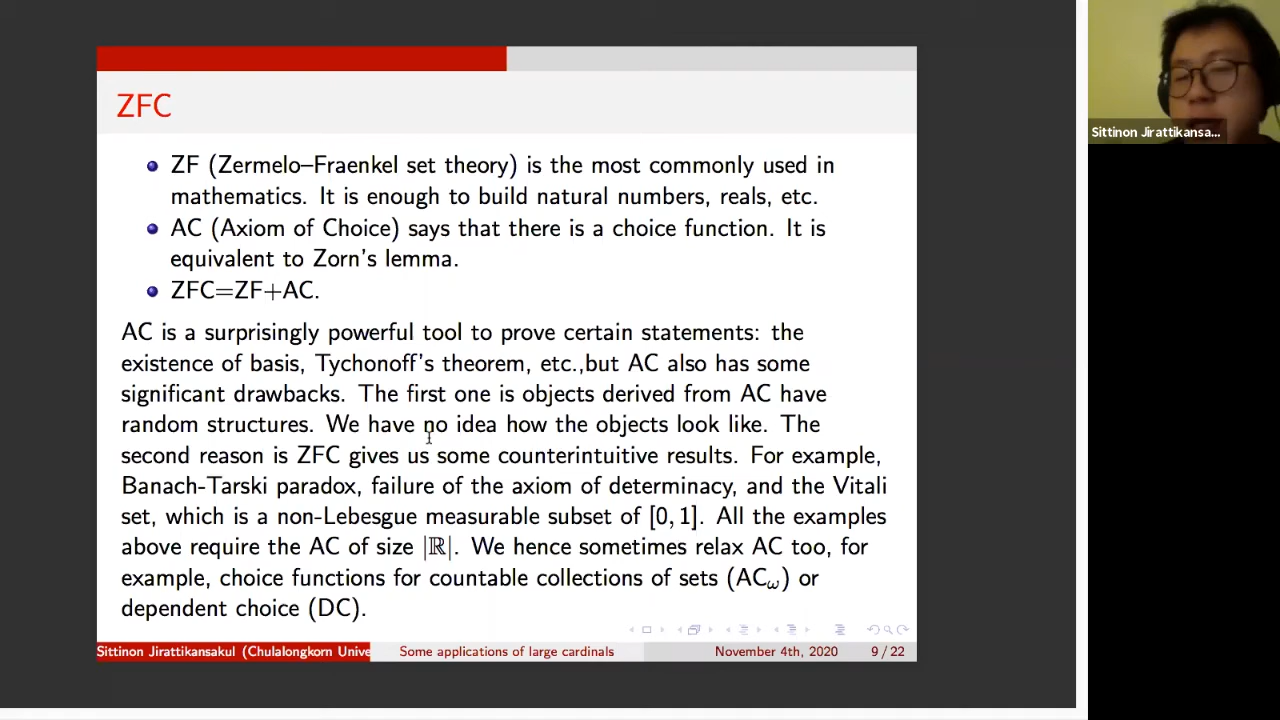 ZFC
ZF (Zermelo–Fraenkel set theory) is the most commonly used in
mathematics. It is enough to build natural numbers, reals, etc.
AC (Axiom of Choice) says that there is a choice function. It is
equivalent to Zorn's lemma.
ZFC=ZF+AC.
AC is a surprisingly powerful tool to prove certain statements: the
existence of basis, Tychonoff's theorem, etc.,but AC also has some
significant drawbacks. The first one is objects derived from AC have
random structures. We have no idea how the objects look like. The
second reason is ZFC gives us some counterintuitive results. For example,
Banach-Tarski paradox, failure of the axiom of determinacy, and the Vitali
set, which is a non-Lebesgue measurable subset of [0, 1]. All the examples
above require the AC of size |ℝ|. We hence sometimes relax AC too, for
example, choice functions for countable collections of sets (AC_ω) or
dependent choice (DC).
Sittinon Jirattikansakul (Chulalongkorn Unive
Some applications of large cardinals
November 4th, 2020
9 / 22
Sittinon Jirattikansa...